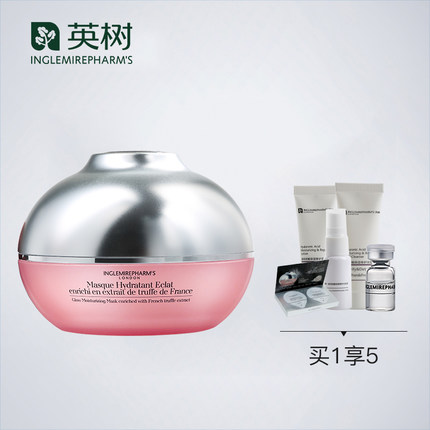 英树
INGLEMIREPHARM'S
INGLEMIREPHARM'S
LONDON
Masque Hydratant Eclat
enrichi en extrait de truffe de France
Glow Moisturising Mask enriched with French truffle extract
INGLEMIREPHARM'S
买1享5